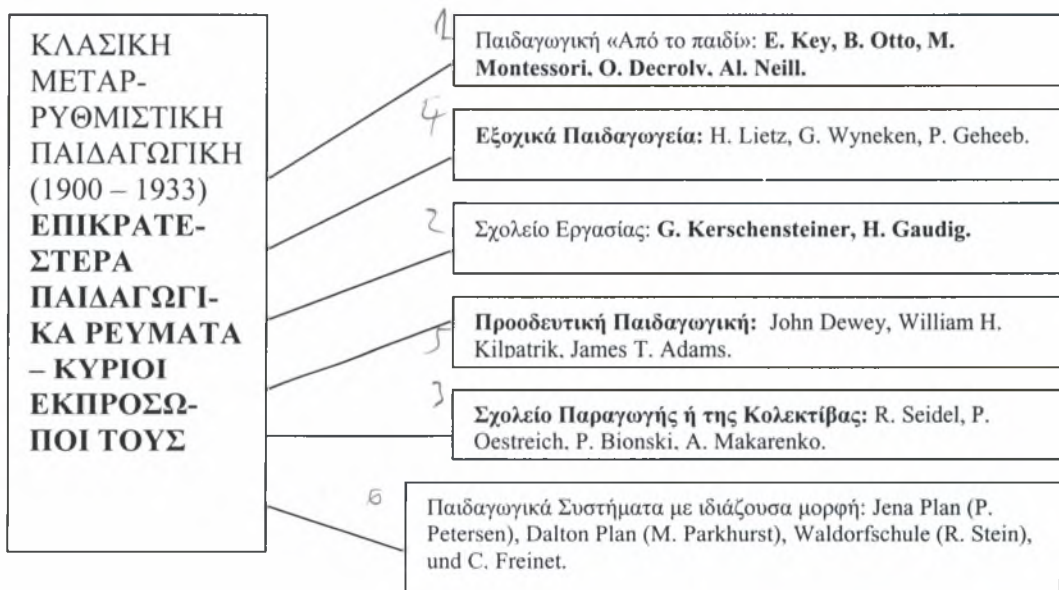 ΚΛΑΣΙΚΗ
ΜΕΤΑΡ-
ΡΥΘΜΙΣΤΙΚΗ
ΠΑΙΔΑΓΩΓΙΚΗ
(1900 – 1933)
ΕΠΙΚΡΑΤΕ-
ΣΤΕΡΑ
ΠΑΙΔΑΓΩΓΙ-
ΚΑ ΡΕΥΜΑΤΑ
– ΚΥΡΙΟΙ
ΕΚΠΡΟΣΩ-
ΠΟΙ ΤΟΥΣ
1
Παιδαγωγική «Από το παιδί»: E. Key, B. Otto, M.
Montessori, O. Decroly, Al. Neill.
4
Εξοχικά Παιδαγωγεία: H. Lietz, G. Wyneken, P. Geheeb.
2
Σχολείο Εργασίας: G. Kerschensteiner, H. Gaudig.
5
Προοδευτική Παιδαγωγική: John Dewey, William H.
Kilpatrik, James T. Adams.
3
Σχολείο Παραγωγής ή της Κολεκτίβας: R. Seidel, P.
Oestreich, P. Bionski, A. Makarenko.
6
Παιδαγωγικά Συστήματα με ιδιάζουσα μορφή: Jena Plan (P.
Petersen), Dalton Plan (M. Parkhurst), Waldorfschule (R. Stein),
und C. Freinet.